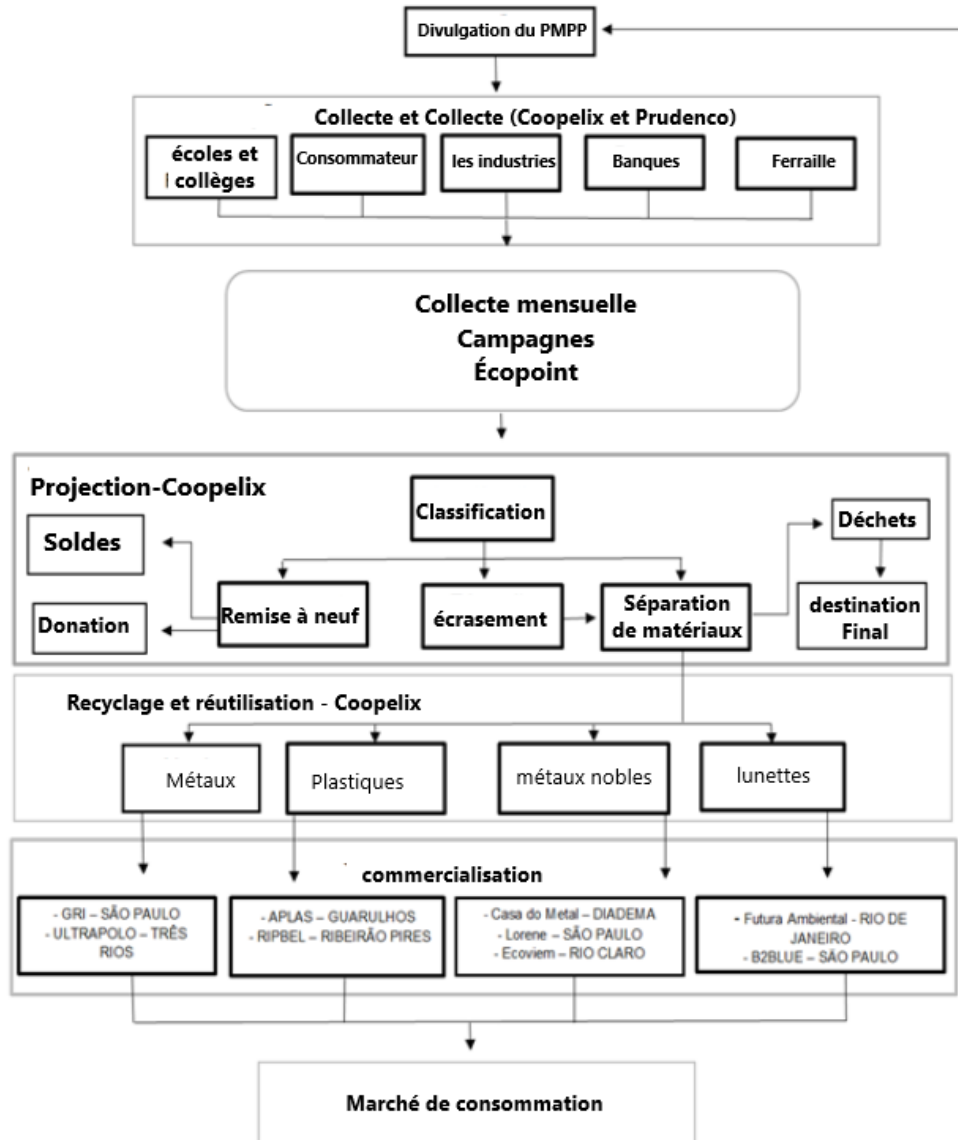 Divulgation du PMPP
Collecte et Collecte (Coopelix et Prudenco)
écoles et
collèges
Consommateur
les industries
Banques
Ferraille
Collecte mensuelle
Campagnes
Écopoint
Projection-Coopelix
Classification
Déchets
Soldes
Remise à neuf
écrasement
Séparation
de matériaux
destination
Final
Donation
Recyclage et réutilisation - Coopelix
Métaux
Plastiques
métaux nobles
lunettes
commercialisation
- GRI – SÃO PAULO
- ULTRAPOLO – TRÊS
RIOS
- APLAS – GUARULHOS
- RIPBEL – RIBEIRÃO PIRES
- Casa do Metal – DIADEMA
- Lorene – SÃO PAULO
- Ecoviem – RIO CLARO
- Futura Ambiental - RIO DE
JANEIRO
- B2BLUE – SÃO PAULO
Marché de consommation